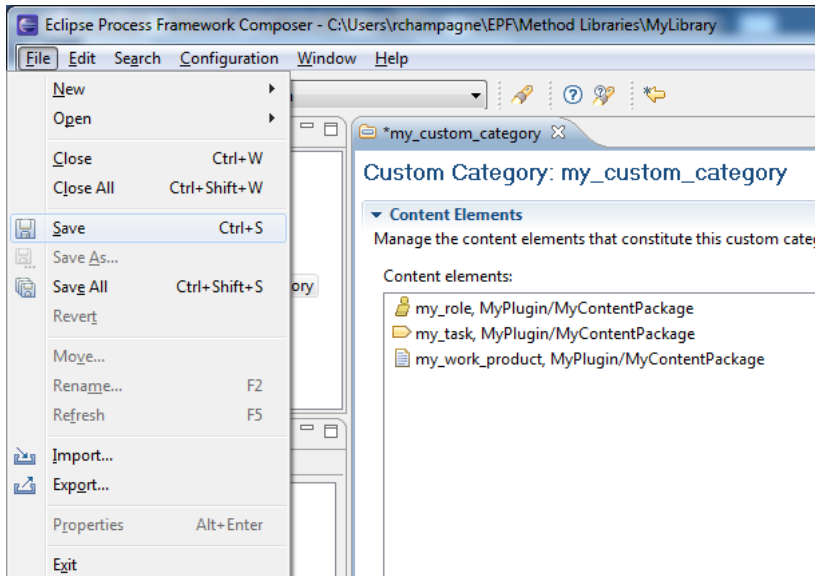 Eclipse Process Framework Composer - C:\Users\rchampagne\EPF\Method Libraries\MyLibrary
File Edit Search Configuration Window Help
New
Open
Close Ctrl+W
Close All Ctrl+Shift+W
Save Ctrl+S
Save As...
Save All Ctrl+Shift+S
Revert
Move...
Rename... F2
Refresh F5
Import...
Export...
Properties Alt+Enter
Exit
ory
*my_custom_category
Custom Category: my_custom_category
Content Elements
Manage the content elements that constitute this custom cate
Content elements:
my_role, MyPlugin/MyContentPackage
my_task, MyPlugin/MyContentPackage
my_work_product, MyPlugin/MyContentPackage